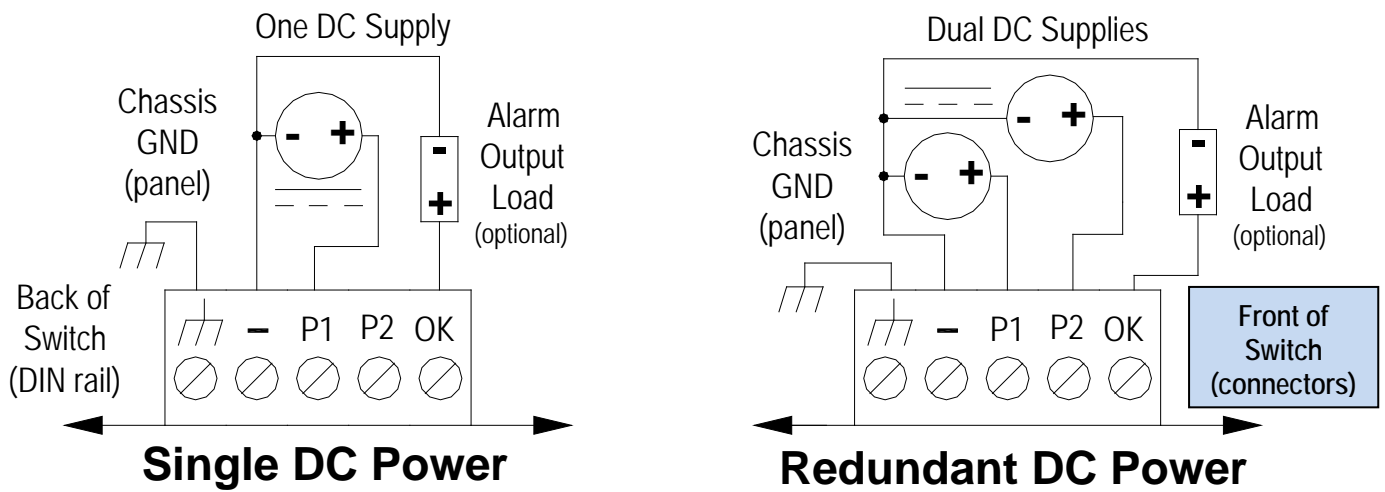 One DC Supply
Chassis
GND
(panel)
- +
-
+
Alarm
Output
Load
(optional)
Back of
Switch
(DIN rail)
– P1 P2 OK
Single DC Power
Dual DC Supplies
Chassis
GND
(panel)
- +
- +
-
+
Alarm
Output
Load
(optional)
– P1 P2 OK
Front of
Switch
(connectors)
Redundant DC Power